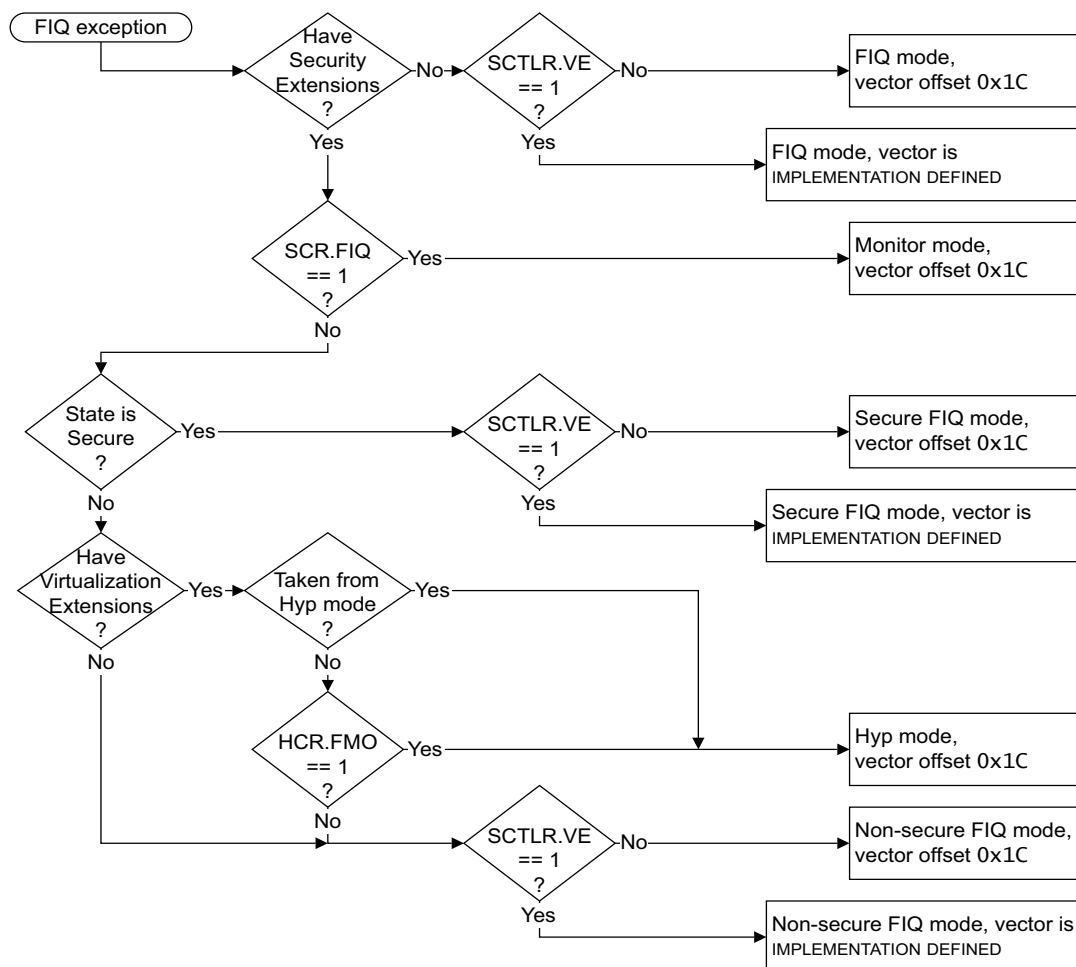 FIQ exception
Have
Security
Extensions
?
No
SCTLR.VE
== 1
?
No
FIQ mode,
vector offset 0x1C
Yes
Yes
FIQ mode, vector is
IMPLEMENTATION DEFINED
SCR.FIQ
== 1
?
Yes
Monitor mode,
vector offset 0x1C
No
State is
Secure
?
Yes
SCTLR.VE
== 1
?
No
Secure FIQ mode,
vector offset 0x1C
No
Yes
Secure FIQ mode, vector is
IMPLEMENTATION DEFINED
Have
Virtualization
Extensions
?
Yes
Taken from
Hyp mode
?
Yes
No
No
HCR.FMO
== 1
?
Yes
Hyp mode,
vector offset 0x1C
No
SCTLR.VE
== 1
?
No
Non-secure FIQ mode,
vector offset 0x1C
Yes
Non-secure FIQ mode, vector is
IMPLEMENTATION DEFINED